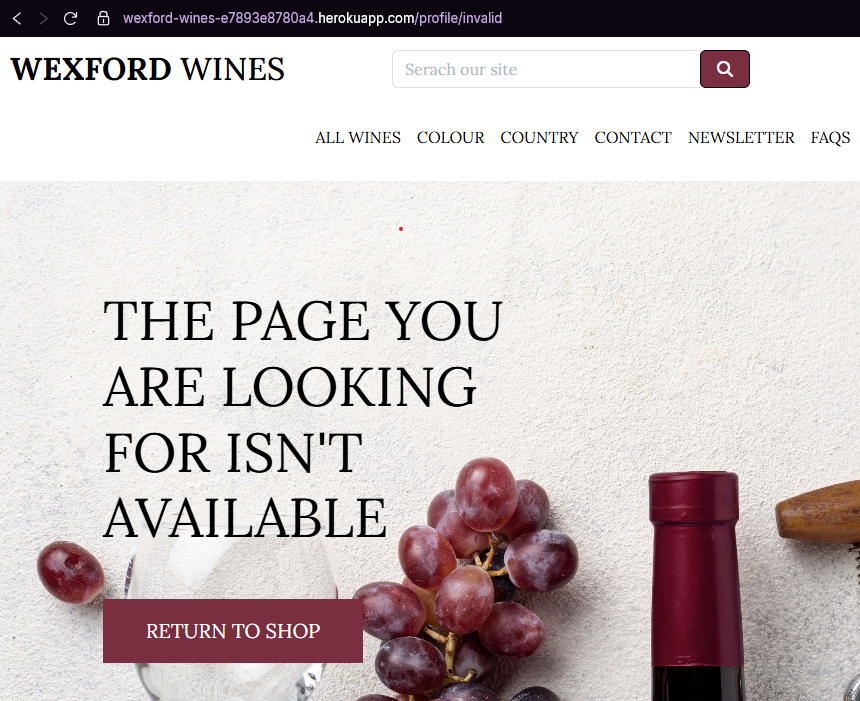 wexford-wines-e7893e8780a4.herokuapp.com/profile/invalid
WEXFORD WINES
Serach our site
ALL WINES COLOUR COUNTRY CONTACT NEWSLETTER FAQS
THE PAGE YOU
ARE LOOKING
FOR ISN'T
AVAILABLE
RETURN TO SHOP